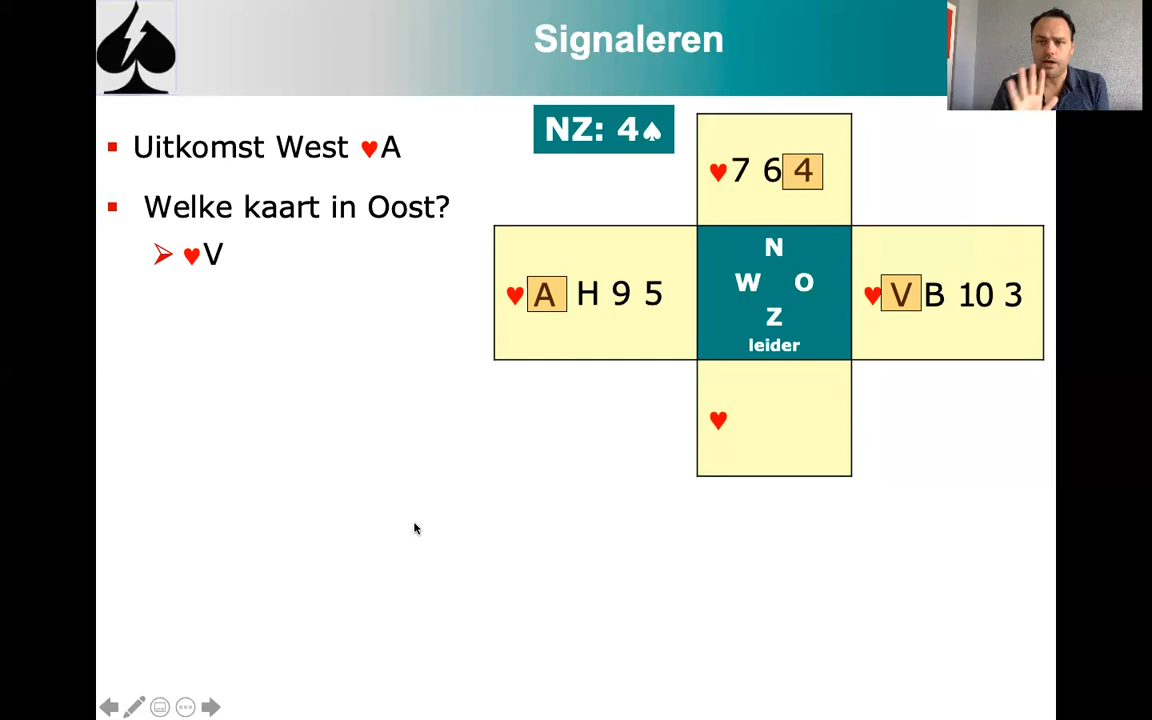 Signaleren
NZ: 4♠
▪ Uitkomst West ♥A
▪ Welke kaart in Oost?
➢ ♥V
♥7 6 4
♥A H 9 5
N
W O
Z
leider
♥V B 10 3
♥